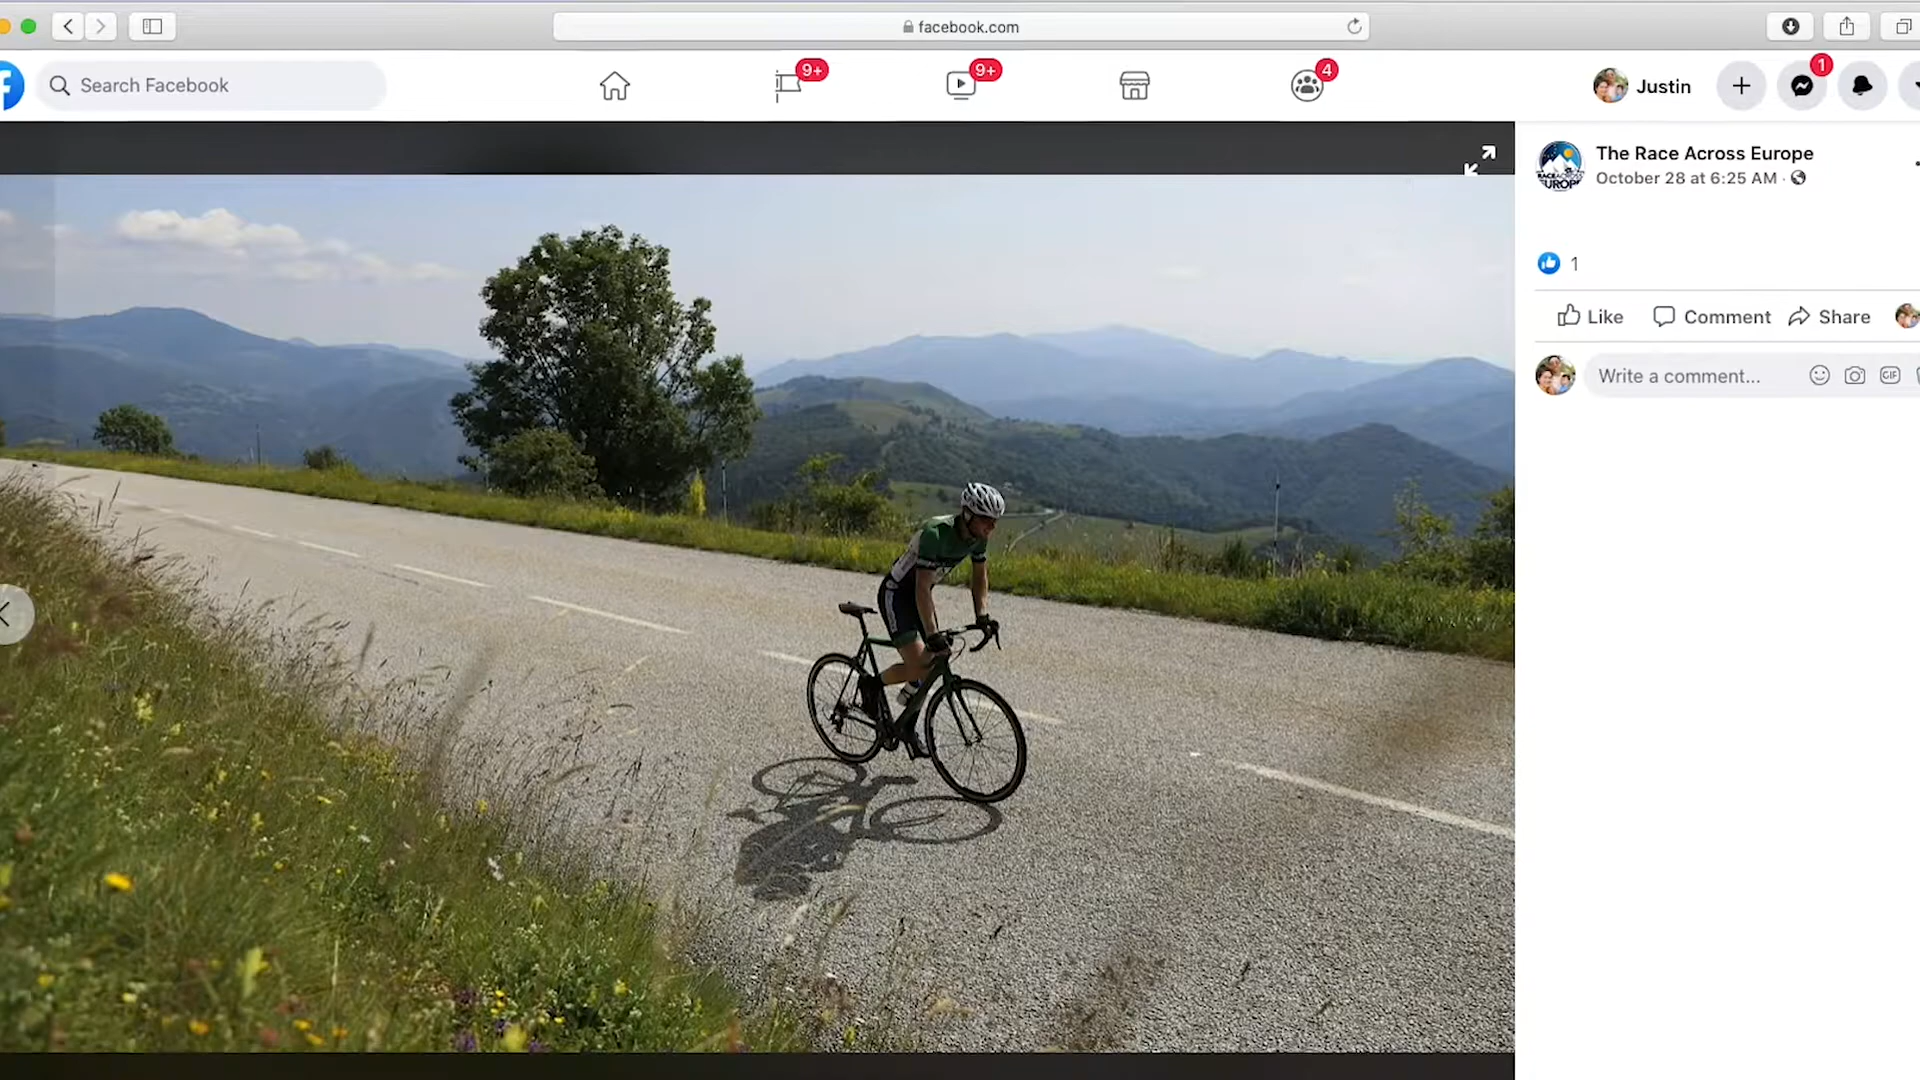 facebook.com
Search Facebook
9+
9+
4
Justin
1
The Race Across Europe
October 28 at 6:25 AM ·
1
Like
Comment
Share
Write a comment...
GIF